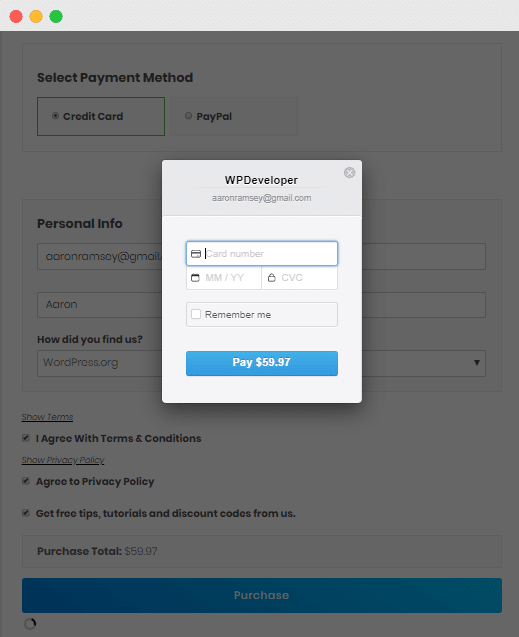 Select Payment Method
Credit Card
PayPal
WPDeveloper
aaronramsey@gmail.com
Personal Info
aaronramsey@gmail.
Card number
MM / YY
CVC
Aaron
Remember me
How did you find us?
WordPress.org
Pay $59.97
Show Terms
I Agree With Terms & Conditions
Show Privacy Policy
Agree to Privacy Policy
Get free tips, tutorials and discount codes from us.
Purchase Total: $59.97
Purchase